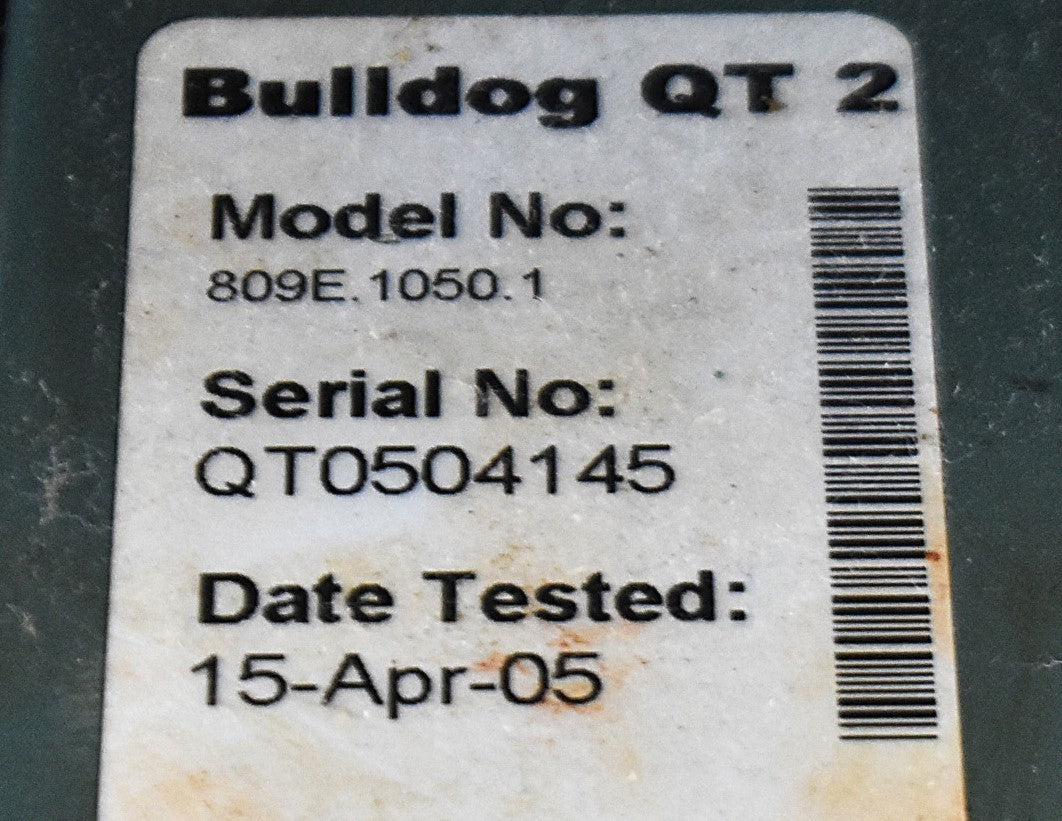 Bulldog QT 2
Model No:
809E.1050.1
Serial No:
QT0504145
Date Tested:
15-Apr-05